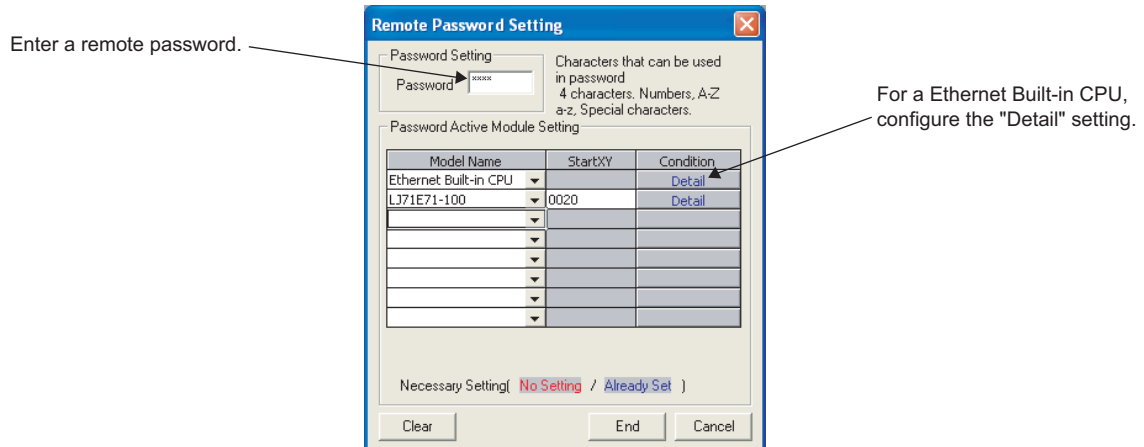 Remote Password Setting
Enter a remote password.
Password Setting
Password
xxxx
Characters that can be used
in password
4 characters. Numbers, A-Z
a-z, Special characters.
For a Ethernet Built-in CPU,
configure the "Detail" setting.
Password Active Module Setting
Model Name StartXY Condition
Ethernet Built-in CPU Detail
LJ71E71-100 0020 Detail
Necessary Setting( No Setting / Already Set )
Clear End Cancel